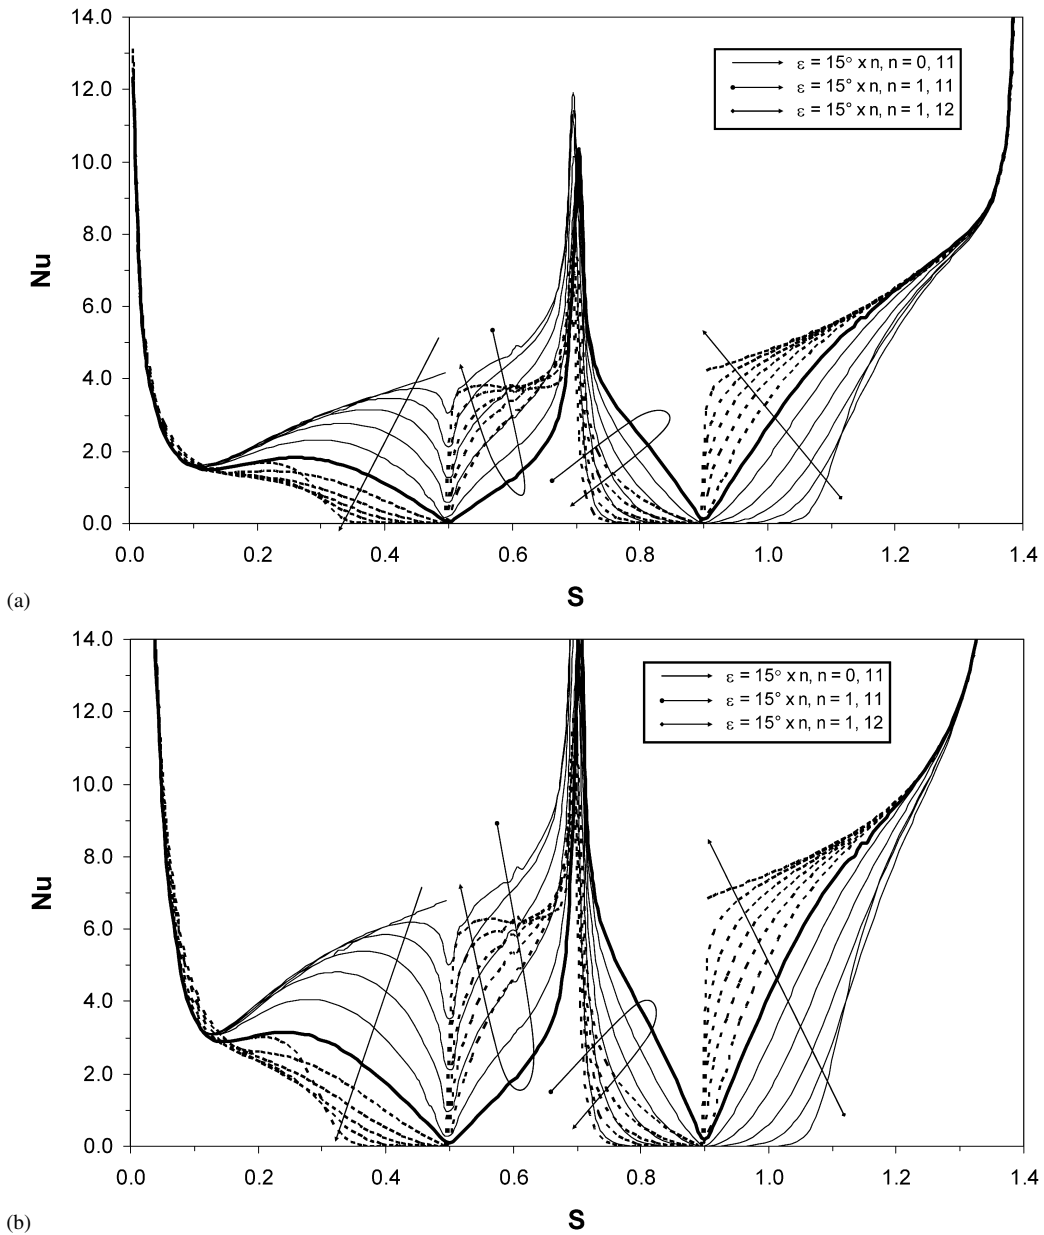 14.0
12.0
10.0
8.0
6.0
4.0
2.0
0.0
Nu
ε = 15° x n, n = 0, 11
ε = 15° x n, n = 1, 11
ε = 15° x n, n = 1, 12
0.0 0.2 0.4 0.6 0.8 1.0 1.2 1.4
S
(a)
14.0
12.0
10.0
8.0
6.0
4.0
2.0
0.0
Nu
ε = 15° x n, n = 0, 11
ε = 15° x n, n = 1, 11
ε = 15° x n, n = 1, 12
0.0 0.2 0.4 0.6 0.8 1.0 1.2 1.4
S
(b)